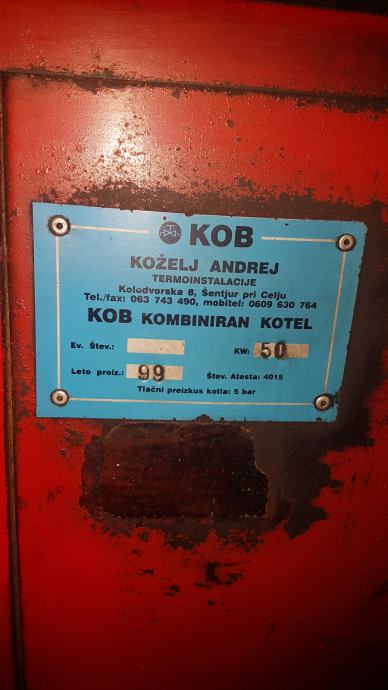 KOB
KOŽELJ ANDREJ
TERMOINSTALACIJE
Kolodvorska 8, Šentjur pri Celju
Tel./fax: 063 743 490, mobitel: 0609 630 764
KOB KOMBINIRAN KOTEL
Ev. Štev.: KW: 50
Leto proiz.: 99 Štev. Atesta: 4015
Tlačni preizkus kotla: 5 bar